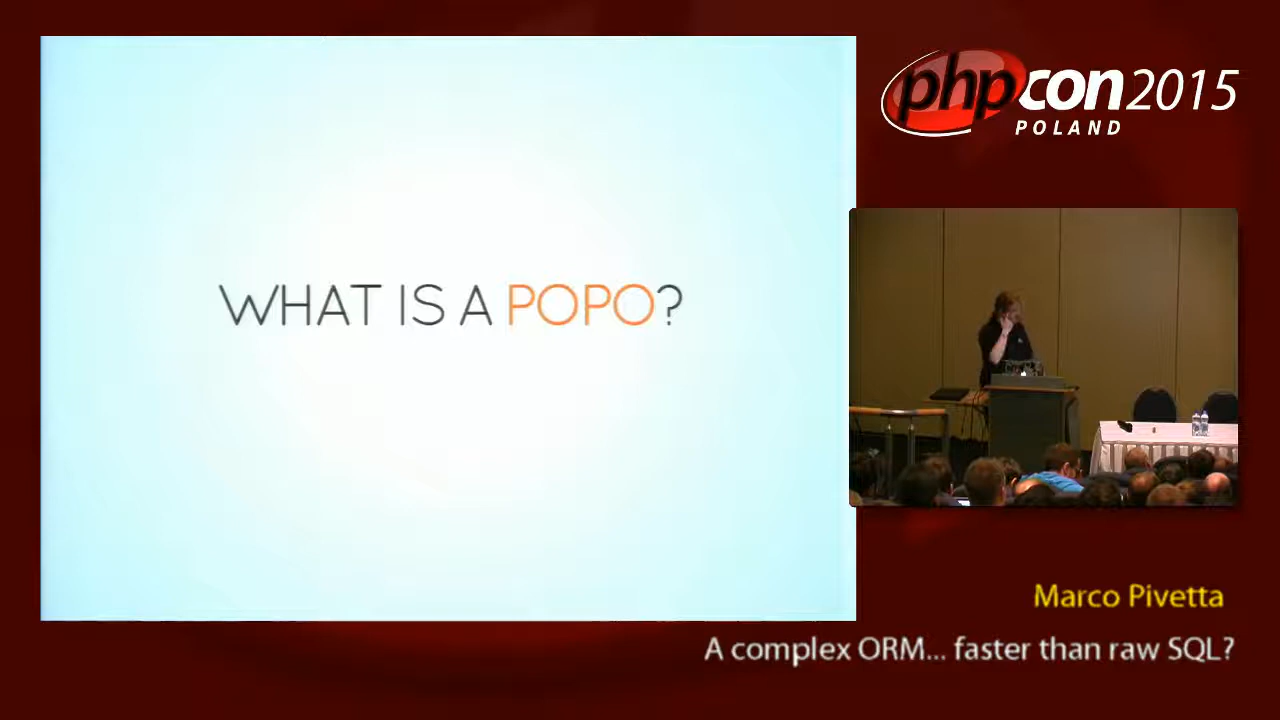 WHAT IS A POPO?
phpcon2015
POLAND
Marco Pivetta
A complex ORM... faster than raw SQL?